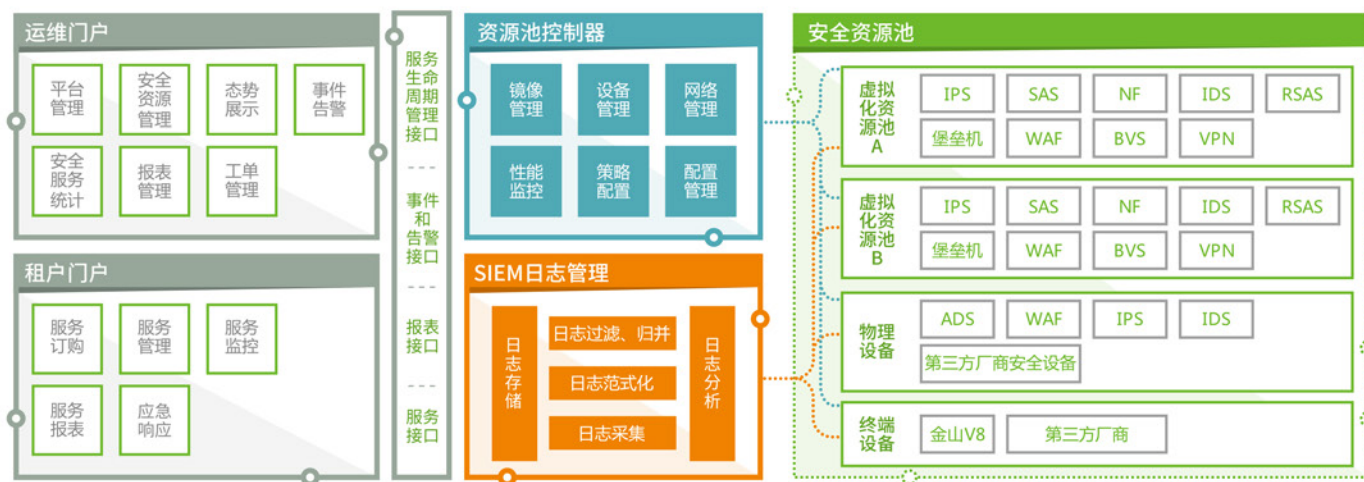 运维门户
平台
管理
安全
资源
管理
态势
展示
事件
告警
安全
服务
统计
报表
管理
工单
管理
租户门户
服务
订购
服务
管理
服务
监控
服务
报表
应急
响应
服务
生命
周期
管理
接口
事件
和
告警
接口
报表
接口
服务
接口
资源池控制器
镜像
管理
设备
管理
网络
管理
性能
监控
策略
配置
配置
管理
SIEM日志管理
日志存储
日志过滤、归并
日志范式化
日志采集
日志分析
安全资源池
虚拟
化资
源池
A
IPS
SAS
NF
IDS
RSAS
堡垒机
WAF
BVS
VPN
虚拟
化资
源池
B
IPS
SAS
NF
IDS
RSAS
堡垒机
WAF
BVS
VPN
物理
设备
ADS
WAF
IPS
IDS
第三方厂商安全设备
终端
设备
金山V8
第三方厂商